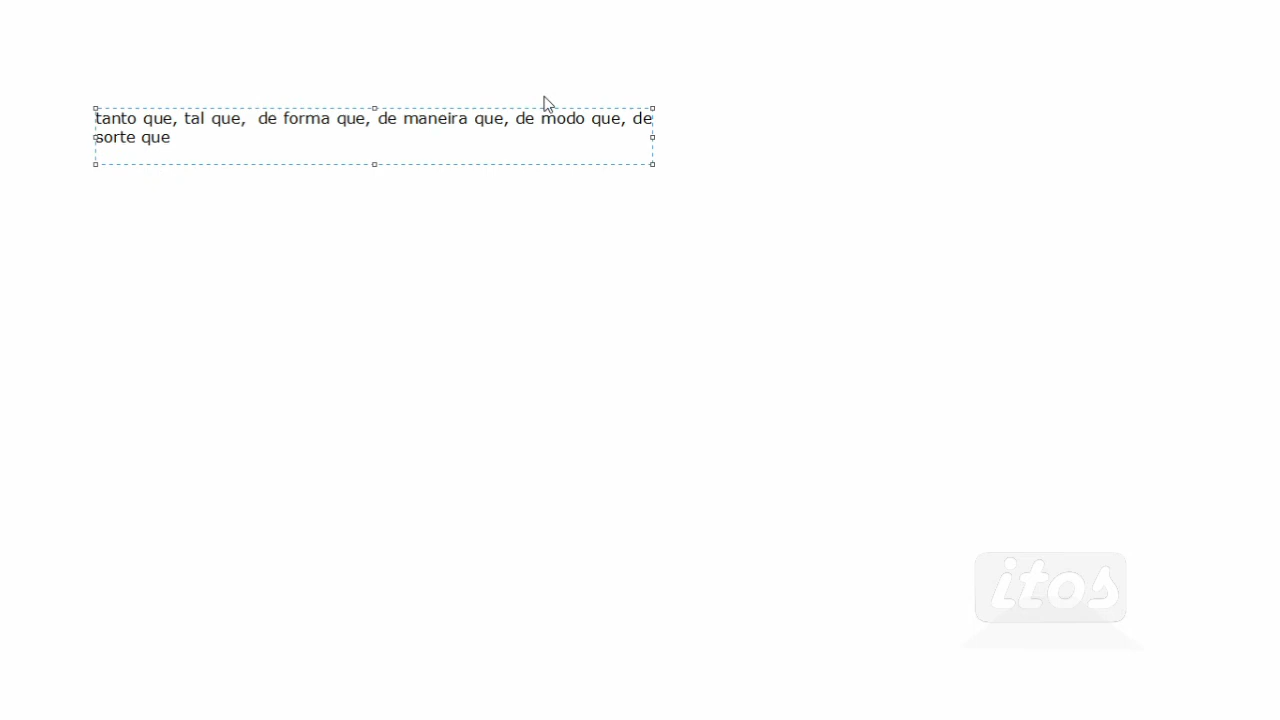 tanto que, tal que,  de forma que, de maneira que, de modo que, de
sorte que
itos